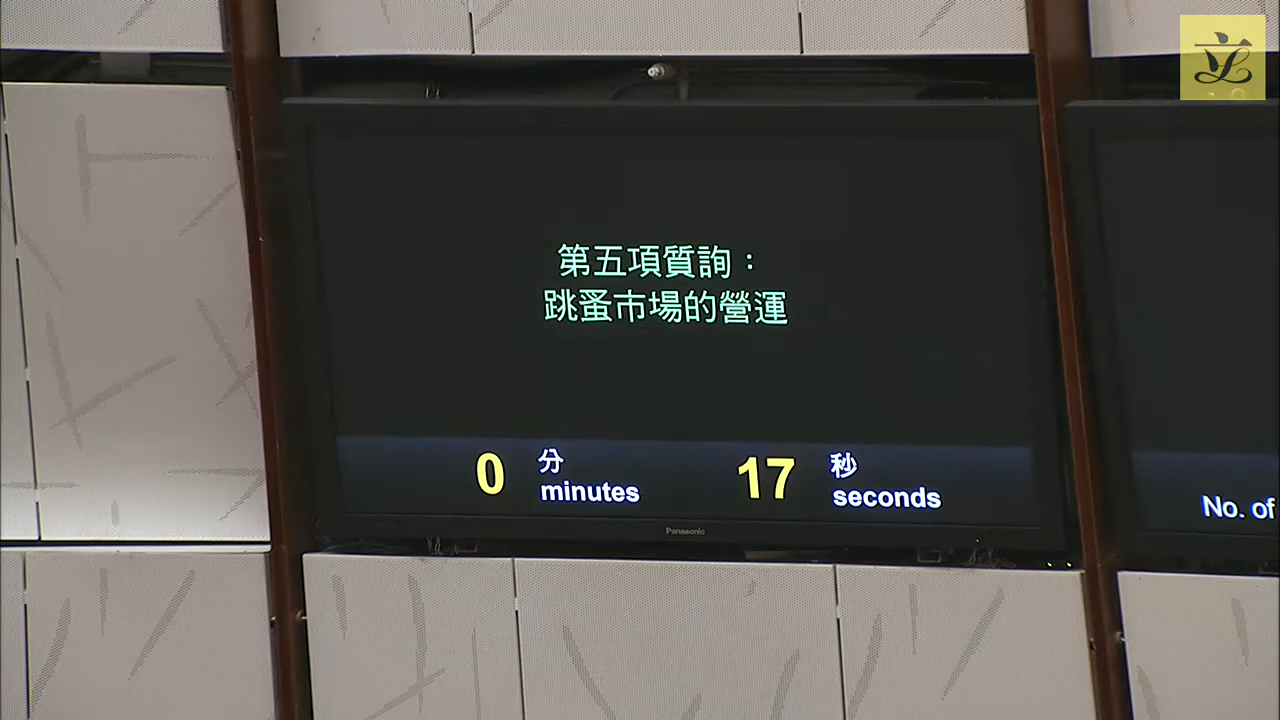 立
第五項質詢：
跳蚤市場的營運
0 分 minutes 17 秒 seconds
Panasonic
No. of